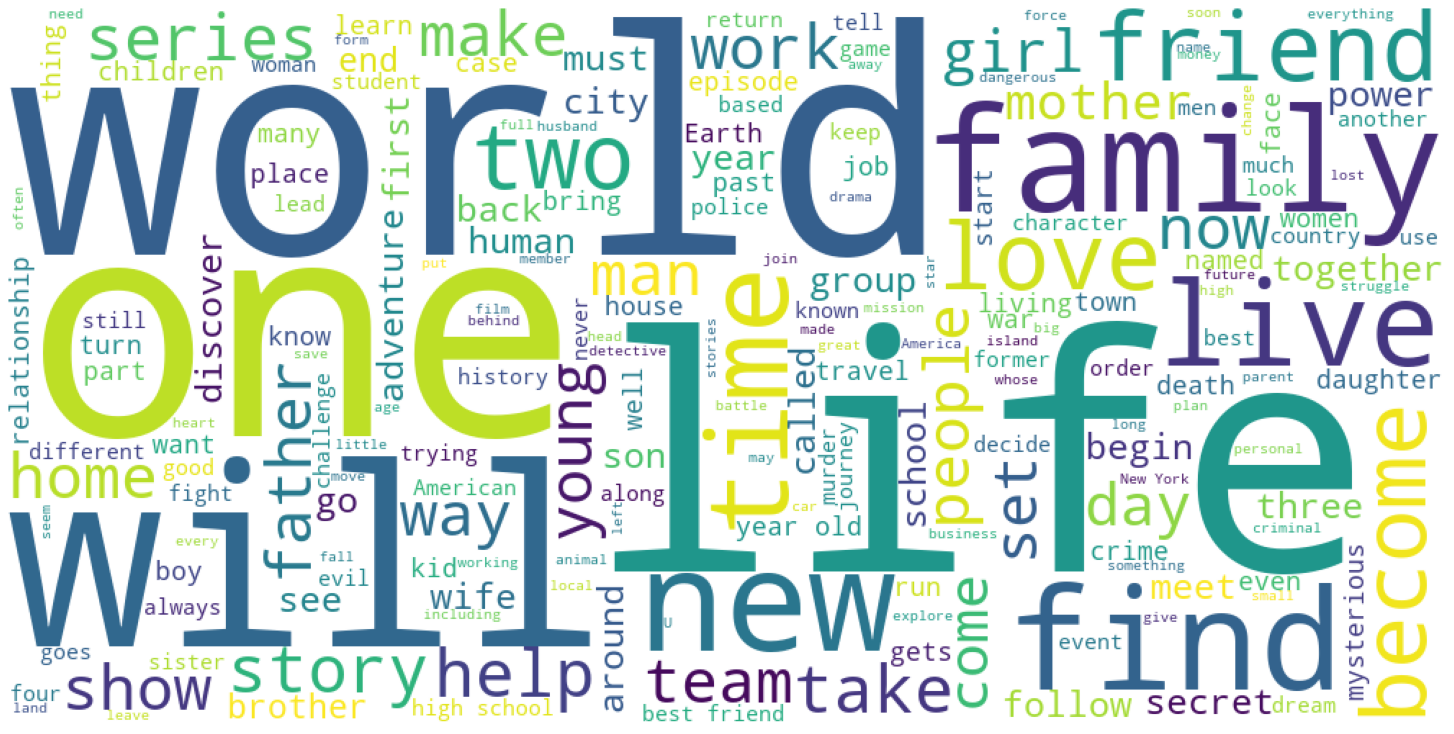 need
form
learn
return
tell
force
soon
everything
thing
series
end
make
work
game
girl
friend
name
money
children
woman
student
case
must
away
dangerous
episode
city
based
mother
men
power
change
another
world
many
first
full
husband
two
Earth
keep
family
face
place
year
job
much
lost
lead
back
bring
past
police
drama
start
character
look
women
often
discover
adventure
human
member
love
now
country
use
relationship
one
put
man
join
star
group
named
together
future
high
struggle
still
film
behind
never
house
time
known
mission
living
town
live
turn
know
save
head
detective
stories
made
great
America
people
war
big
island
best
part
history
young
travel
former
whose
order
death
parent
daughter
father
age
well
battle
called
life
plan
become
heart
challenge
little
different
want
trying
son
may
murder
journey
school
decide
long
begin
personal
home
good
move
fight
go
American
along
left
car
New York
will
way
year old
business
set
day
three
criminal
seem
every
boy
fall
evil
kid
working
animal
crime
something
always
see
wife
local
new
run
meet
even
small
mysterious
including
around
U
explore
come
find
give
goes
sister
story
help
gets
event
four
show
team
take
land
leave
brother
high school
best friend
follow
secret
dream